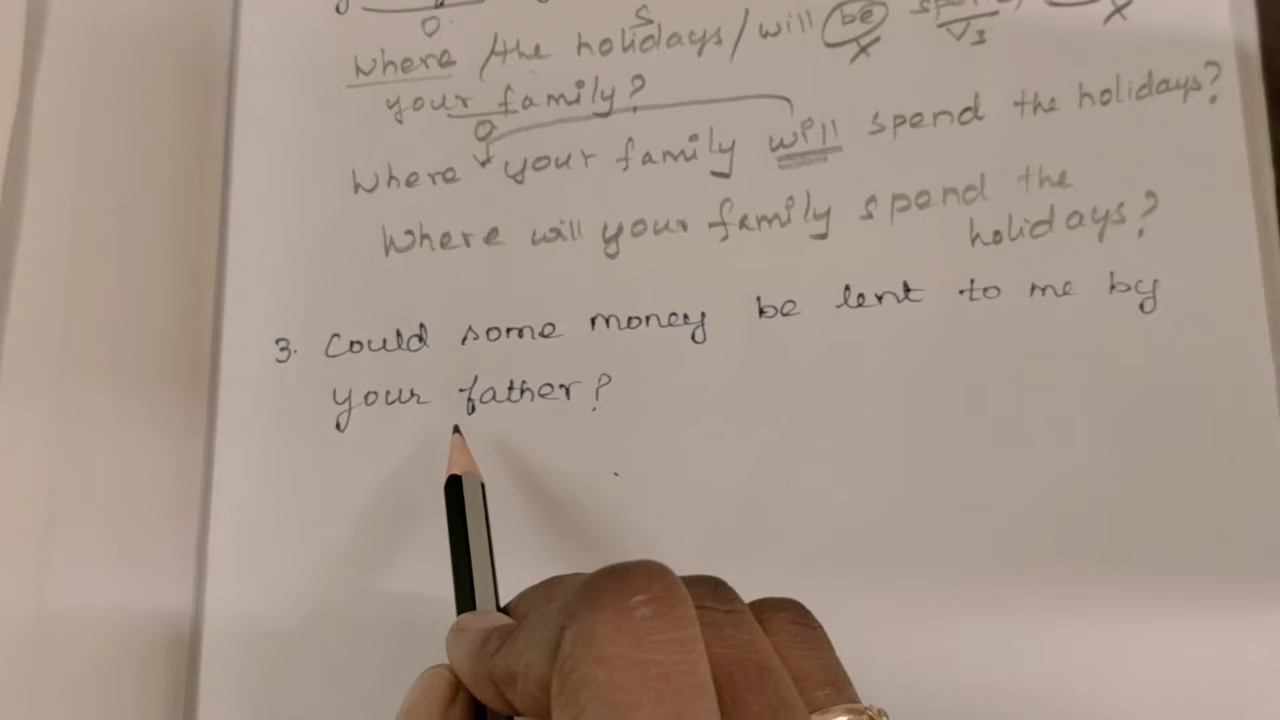 S
Where / the holidays / will be
X V3 X
your family?
O
Where your family will spend the holidays?
Where will your family spend the
holidays?
3. Could some money be lent to me by
your father?